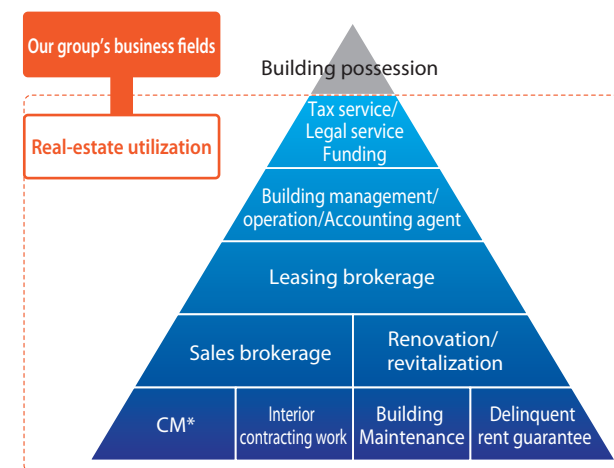 Our group's business fields
Building possession
Real-estate utilization
Tax service/
Legal service
Funding
Building management/
operation/Accounting agent
Leasing brokerage
Sales brokerage
Renovation/
revitalization
CM*
Interior
contracting work
Building
Maintenance
Delinquent
rent guarantee